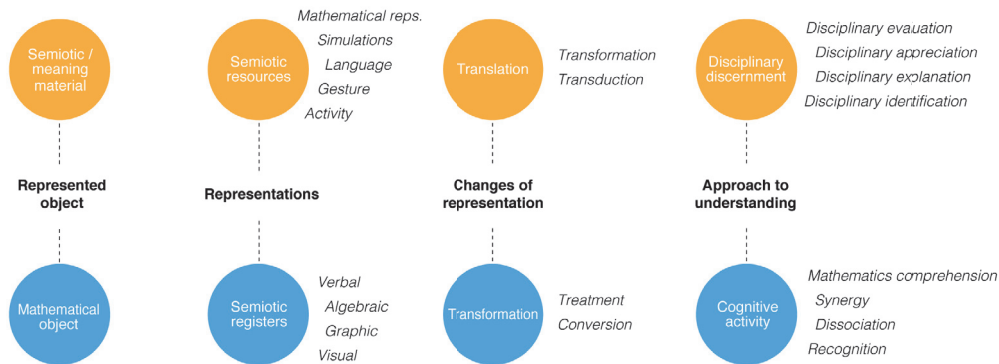 Semiotic /
meaning
material
Semiotic
resources
Mathematical reps.
Simulations
Language
Gesture
Activity
Translation
Transformation
Transduction
Disciplinary
discernment
Disciplinary evauation
Disciplinary appreciation
Disciplinary explanation
Disciplinary identification
Represented
object
Representations
Changes of
representation
Approach to
understanding
Mathematical
object
Semiotic
registers
Verbal
Algebraic
Graphic
Visual
Transformation
Treatment
Conversion
Cognitive
activity
Mathematics comprehension
Synergy
Dissociation
Recognition